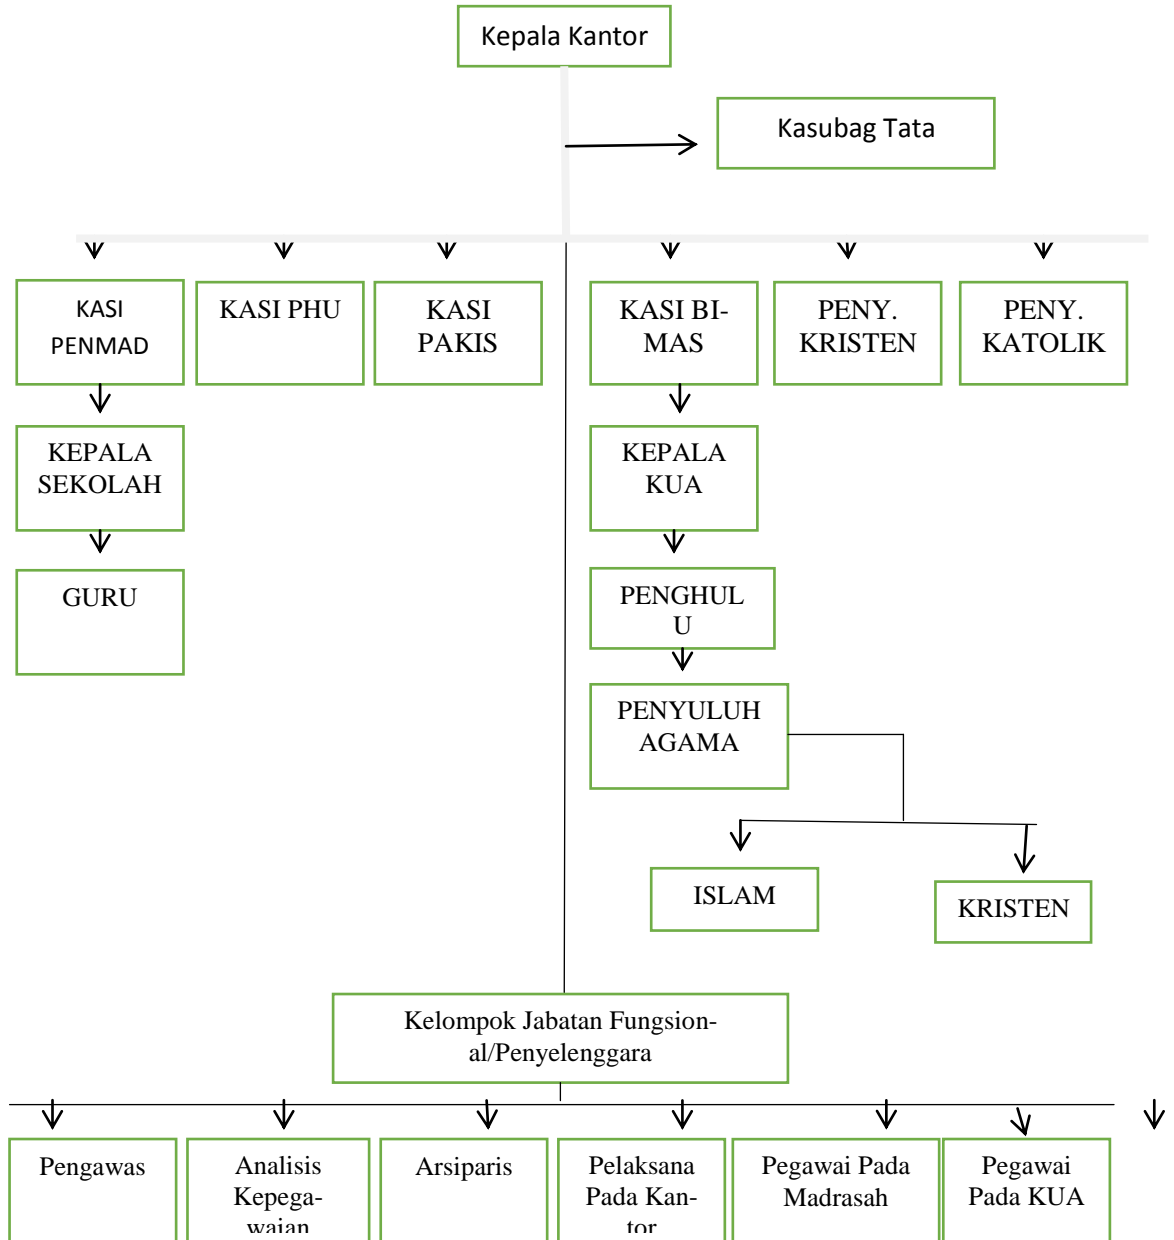 Kepala Kantor
Kasubag Tata
KASI
PENMAD
KASI PHU
KASI
PAKIS
KASI BI-
MAS
PENY.
KRISTEN
PENY.
KATOLIK
KEPALA
SEKOLAH
KEPALA
KUA
GURU
PENGHUL
U
PENYULUH
AGAMA
ISLAM
KRISTEN
Kelompok Jabatan Fungsion-
al/Penyelenggara
Pengawas
Analisis
Kepega-
waian
Arsiparis
Pelaksana
Pada Kan-
tor
Pegawai Pada
Madrasah
Pegawai
Pada KUA